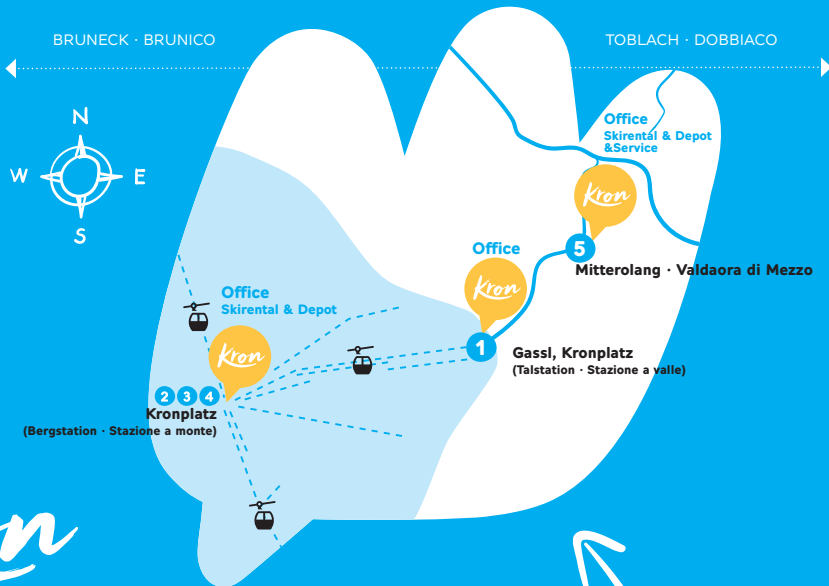 BRUNECK · BRUNICO
TOBLACH · DOBBIACO
N
W
E
S
Office
Skirental & Depot
&Service
Kron
5
Mitterolang · Valdaora di Mezzo
Office
Kron
1
Gassl, Kronplatz
(Talstation · Stazione a valle)
Office
Skirental & Depot
Kron
2 3 4
Kronplatz
(Bergstation · Stazione a monte)
n